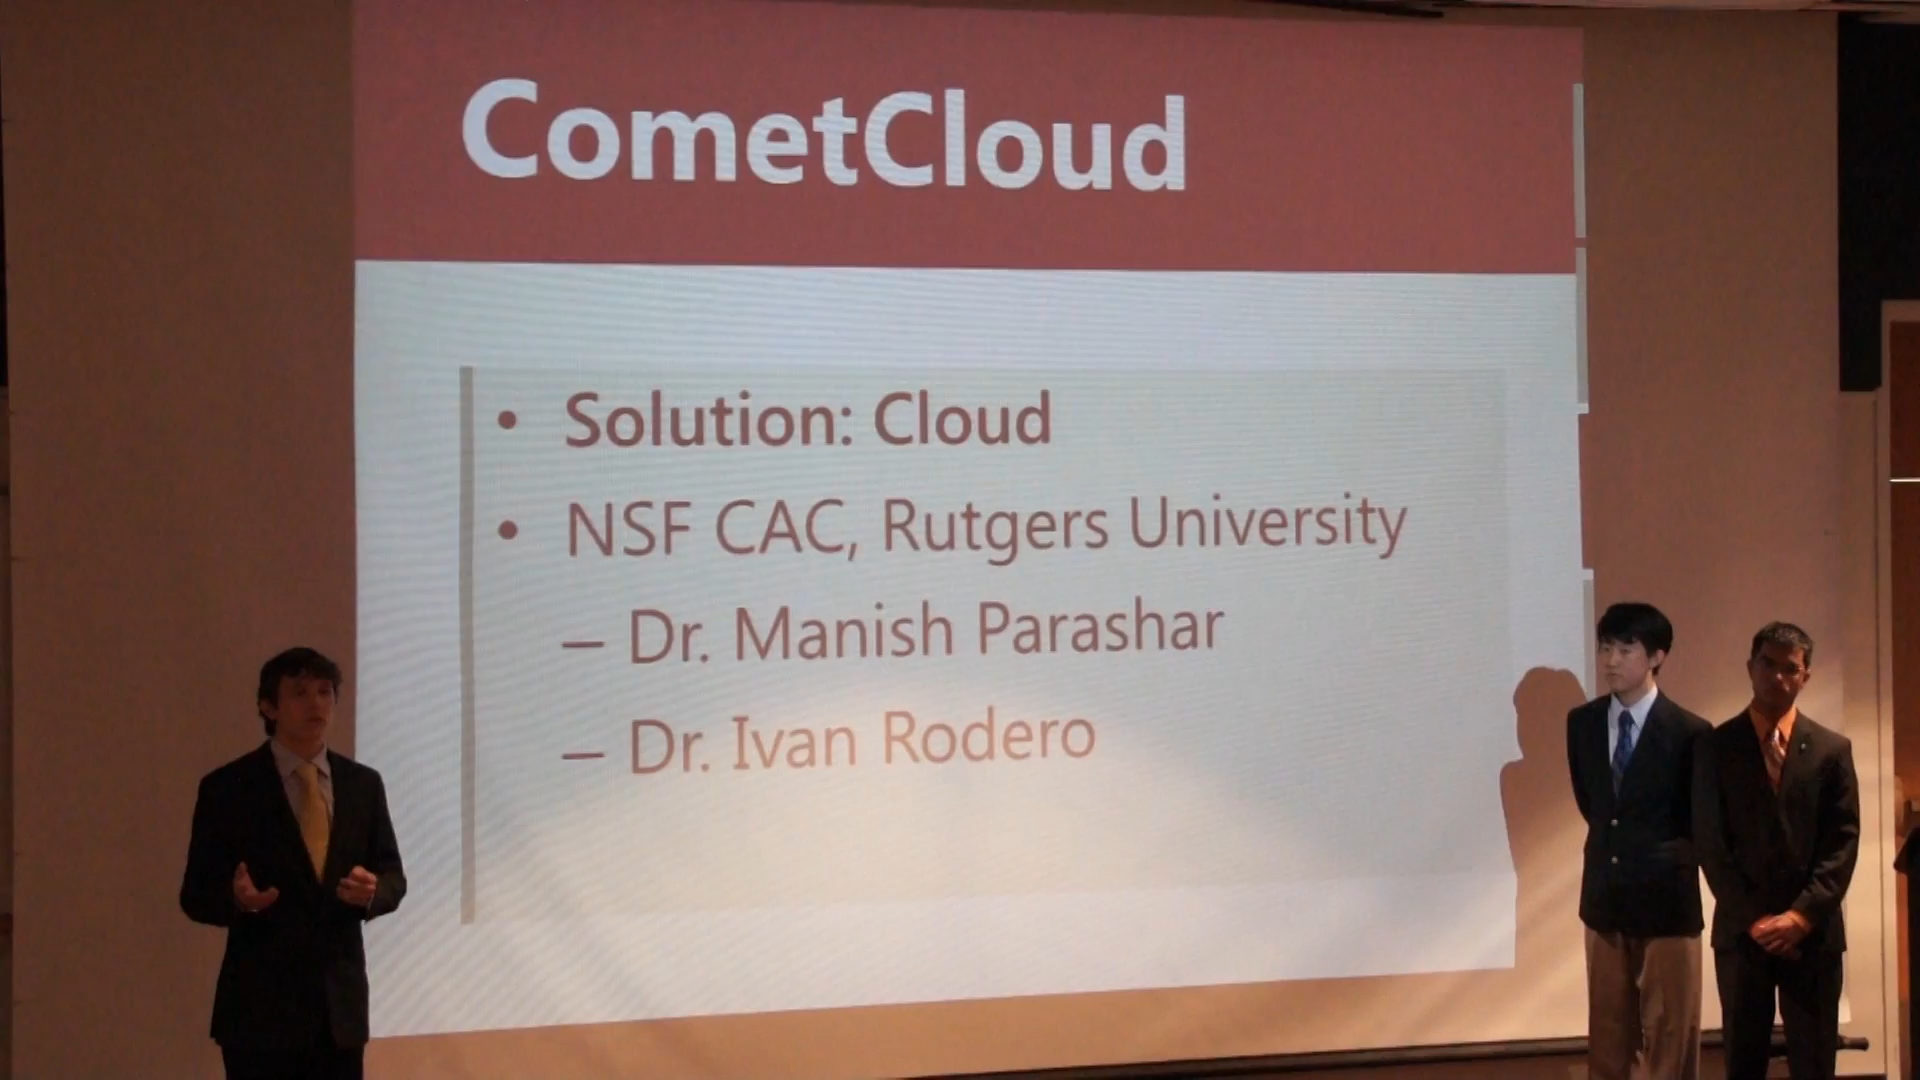 CometCloud
• Solution: Cloud
• NSF CAC, Rutgers University
– Dr. Manish Parashar
– Dr. Ivan Rodero